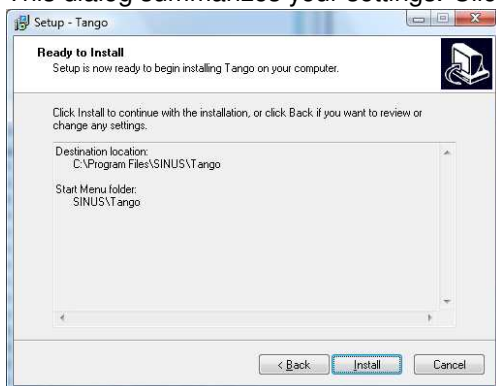 This dialog summarizes your settings. Clic
Setup - Tango
Ready to Install
Setup is now ready to begin installing Tango on your computer.
Click Install to continue with the installation, or click Back if you want to review or
change any settings.
Destination location:
C:\Program Files\SINUS\Tango
Start Menu folder:
SINUS\Tango
< Back
Install
Cancel